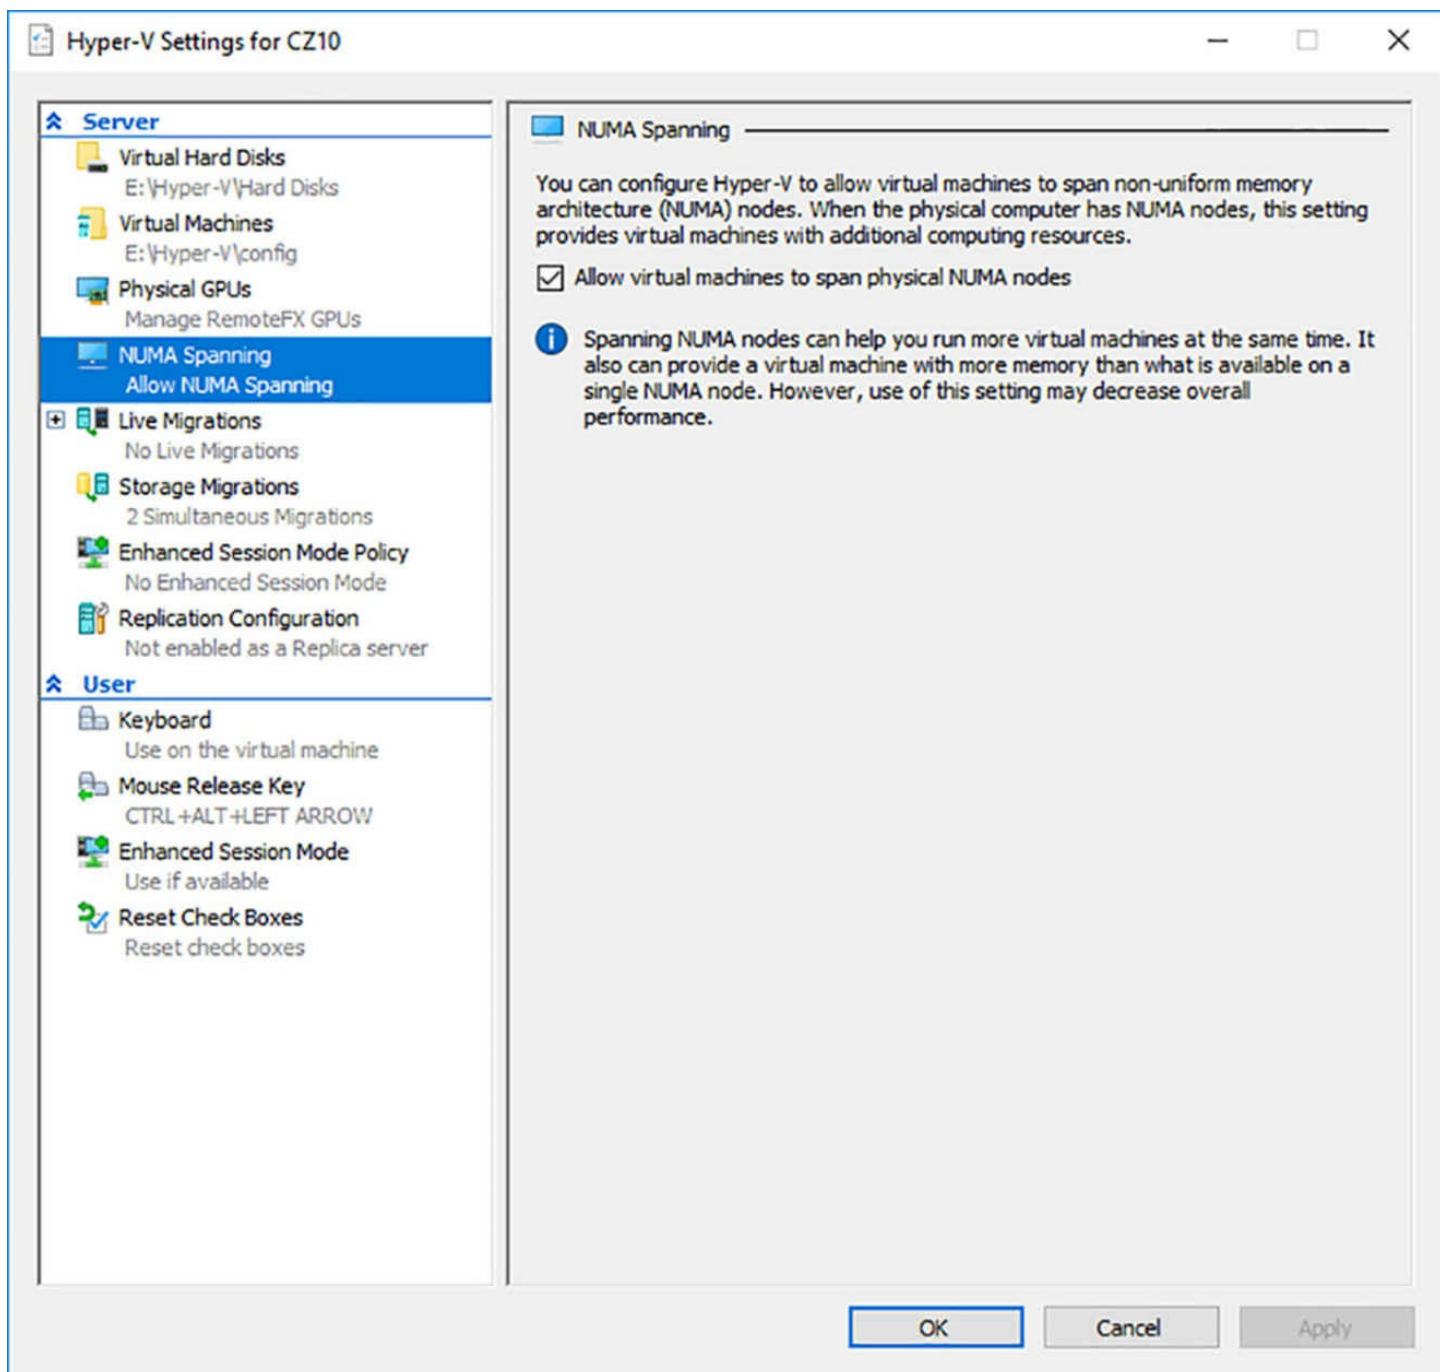 Hyper-V Settings for CZ10
Server
Virtual Hard Disks
E:\Hyper-V\Hard Disks
Virtual Machines
E:\Hyper-V\config
Physical GPUs
Manage RemoteFX GPUs
NUMA Spanning
Allow NUMA Spanning
Live Migrations
No Live Migrations
Storage Migrations
2 Simultaneous Migrations
Enhanced Session Mode Policy
No Enhanced Session Mode
Replication Configuration
Not enabled as a Replica server
User
Keyboard
Use on the virtual machine
Mouse Release Key
CTRL+ALT+LEFT ARROW
Enhanced Session Mode
Use if available
Reset Check Boxes
Reset check boxes
NUMA Spanning
You can configure Hyper-V to allow virtual machines to span non-uniform memory
architecture (NUMA) nodes. When the physical computer has NUMA nodes, this setting
provides virtual machines with additional computing resources.
Allow virtual machines to span physical NUMA nodes
Spanning NUMA nodes can help you run more virtual machines at the same time. It
also can provide a virtual machine with more memory than what is available on a
single NUMA node. However, use of this setting may decrease overall
performance.
OK
Cancel
Apply